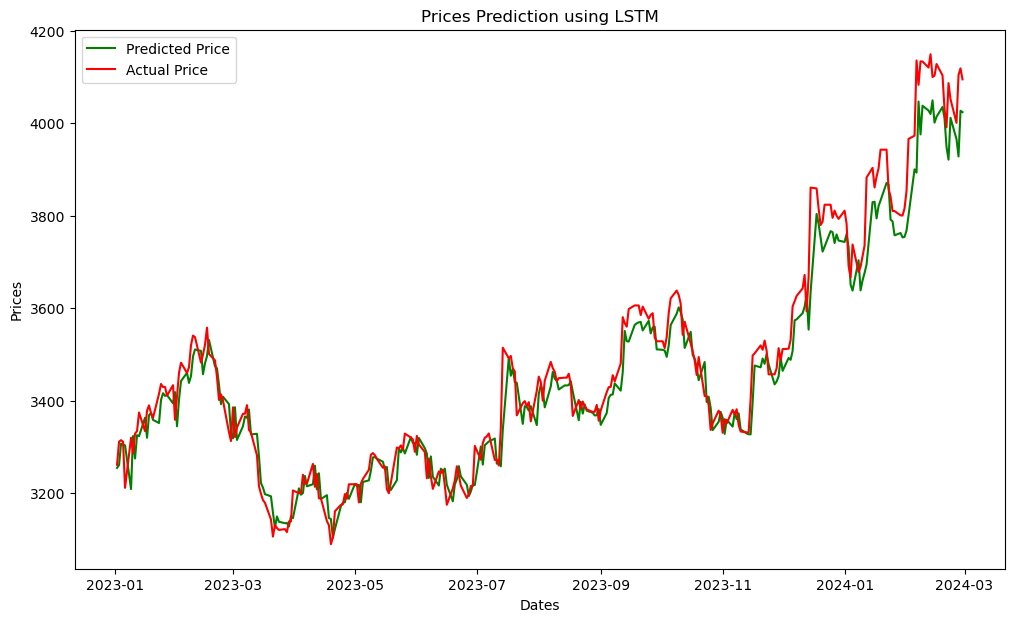 Prices Prediction using LSTM
Predicted Price
Actual Price
Prices
4200
4000
3800
3600
3400
3200
2023-01 2023-03 2023-05 2023-07 2023-09 2023-11 2024-01 2024-03
Dates